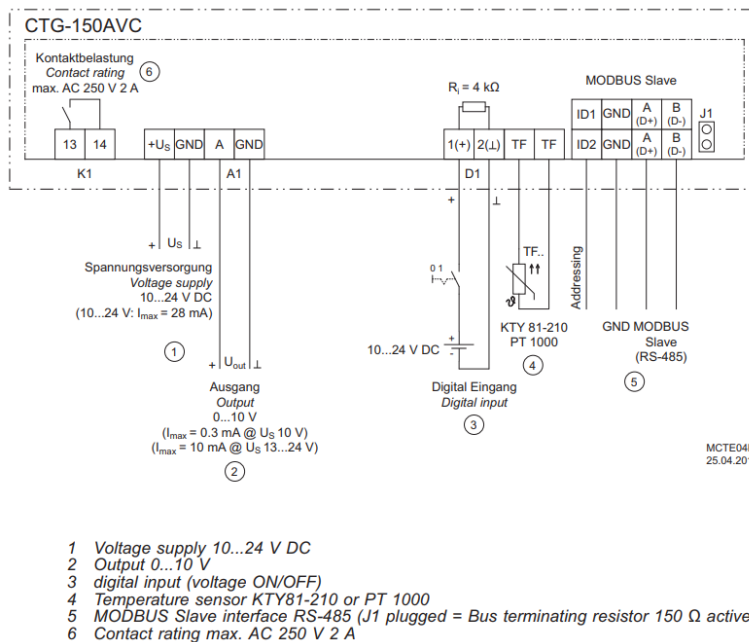 CTG-150AVC
Kontaktbelastung
Contact rating
max. AC 250 V 2 A
6
Rᵢ = 4 kΩ
MODBUS Slave
ID1 GND A (D+) B (D-) J1
13 14 +Uₛ GND A GND 1(+) 2(⊥) TF TF ID2 GND A (D+) B (D-)
K1 A1 D1
+ ⊥
+ Uₛ ⊥
Spannungsversorgung
Voltage supply
10...24 V DC
(10...24 V: Iₘₐₓ = 28 mA)
1
+ Uₒᵤₜ ⊥
Ausgang
Output
0...10 V
(Iₘₐₓ = 0.3 mA @ Uₛ 10 V)
(Iₘₐₓ = 10 mA @ Uₛ 13...24 V)
2
0 1
+
10...24 V DC
-
Digital Eingang
Digital input
3
TF..
ϑ
KTY 81-210
PT 1000
4
Addressing
GND MODBUS
Slave
(RS-485)
5
25.04.201
1 Voltage supply 10...24 V DC
2 Output 0...10 V
3 digital input (voltage ON/OFF)
4 Temperature sensor KTY81-210 or PT 1000
5 MODBUS Slave interface RS-485 (J1 plugged = Bus terminating resistor 150 Ω active
6 Contact rating max. AC 250 V 2 A